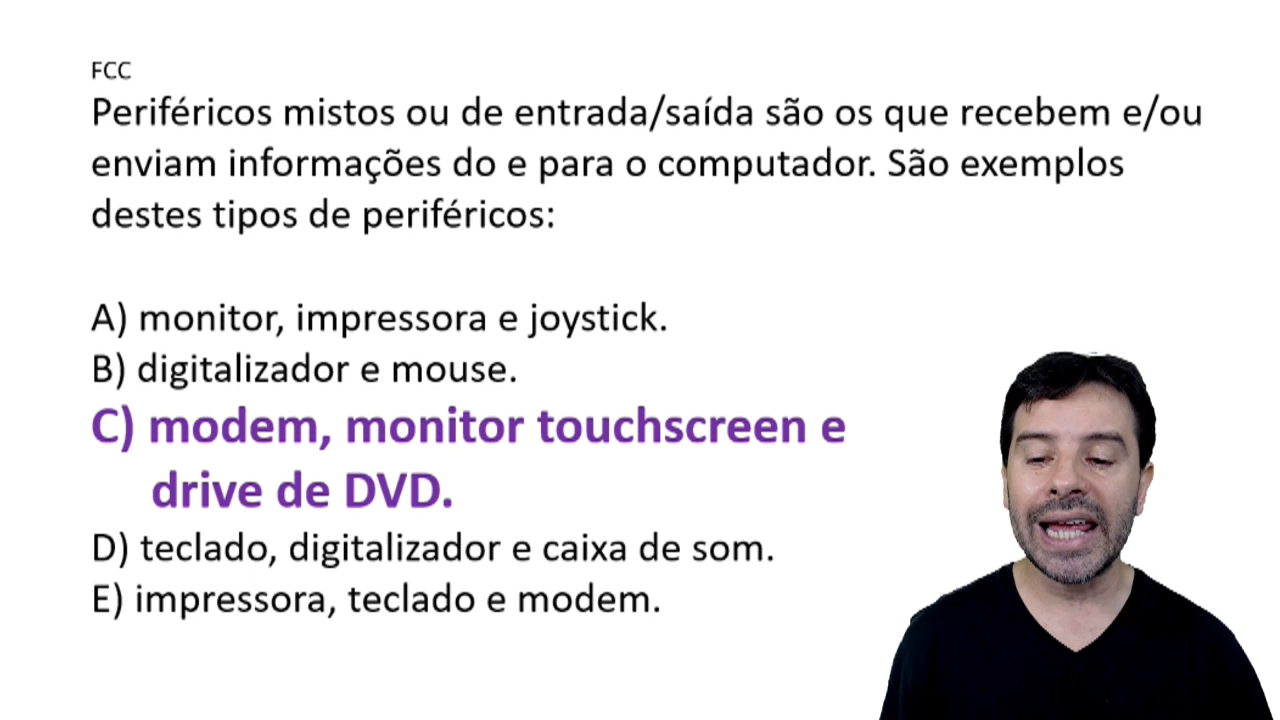 FCC
Periféricos mistos ou de entrada/saída são os que recebem e/ou
enviam informações do e para o computador. São exemplos
destes tipos de periféricos:
A) monitor, impressora e joystick.
B) digitalizador e mouse.
C) modem, monitor touchscreen e
drive de DVD.
D) teclado, digitalizador e caixa de som.
E) impressora, teclado e modem.